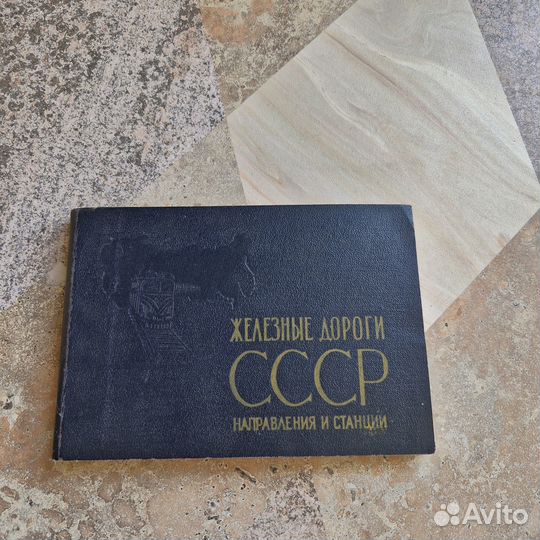 ЖЕЛЕЗНЫЕ ДОРОГИ
СССР
НАПРАВЛЕНИЯ И СТАНЦИИ
Avito